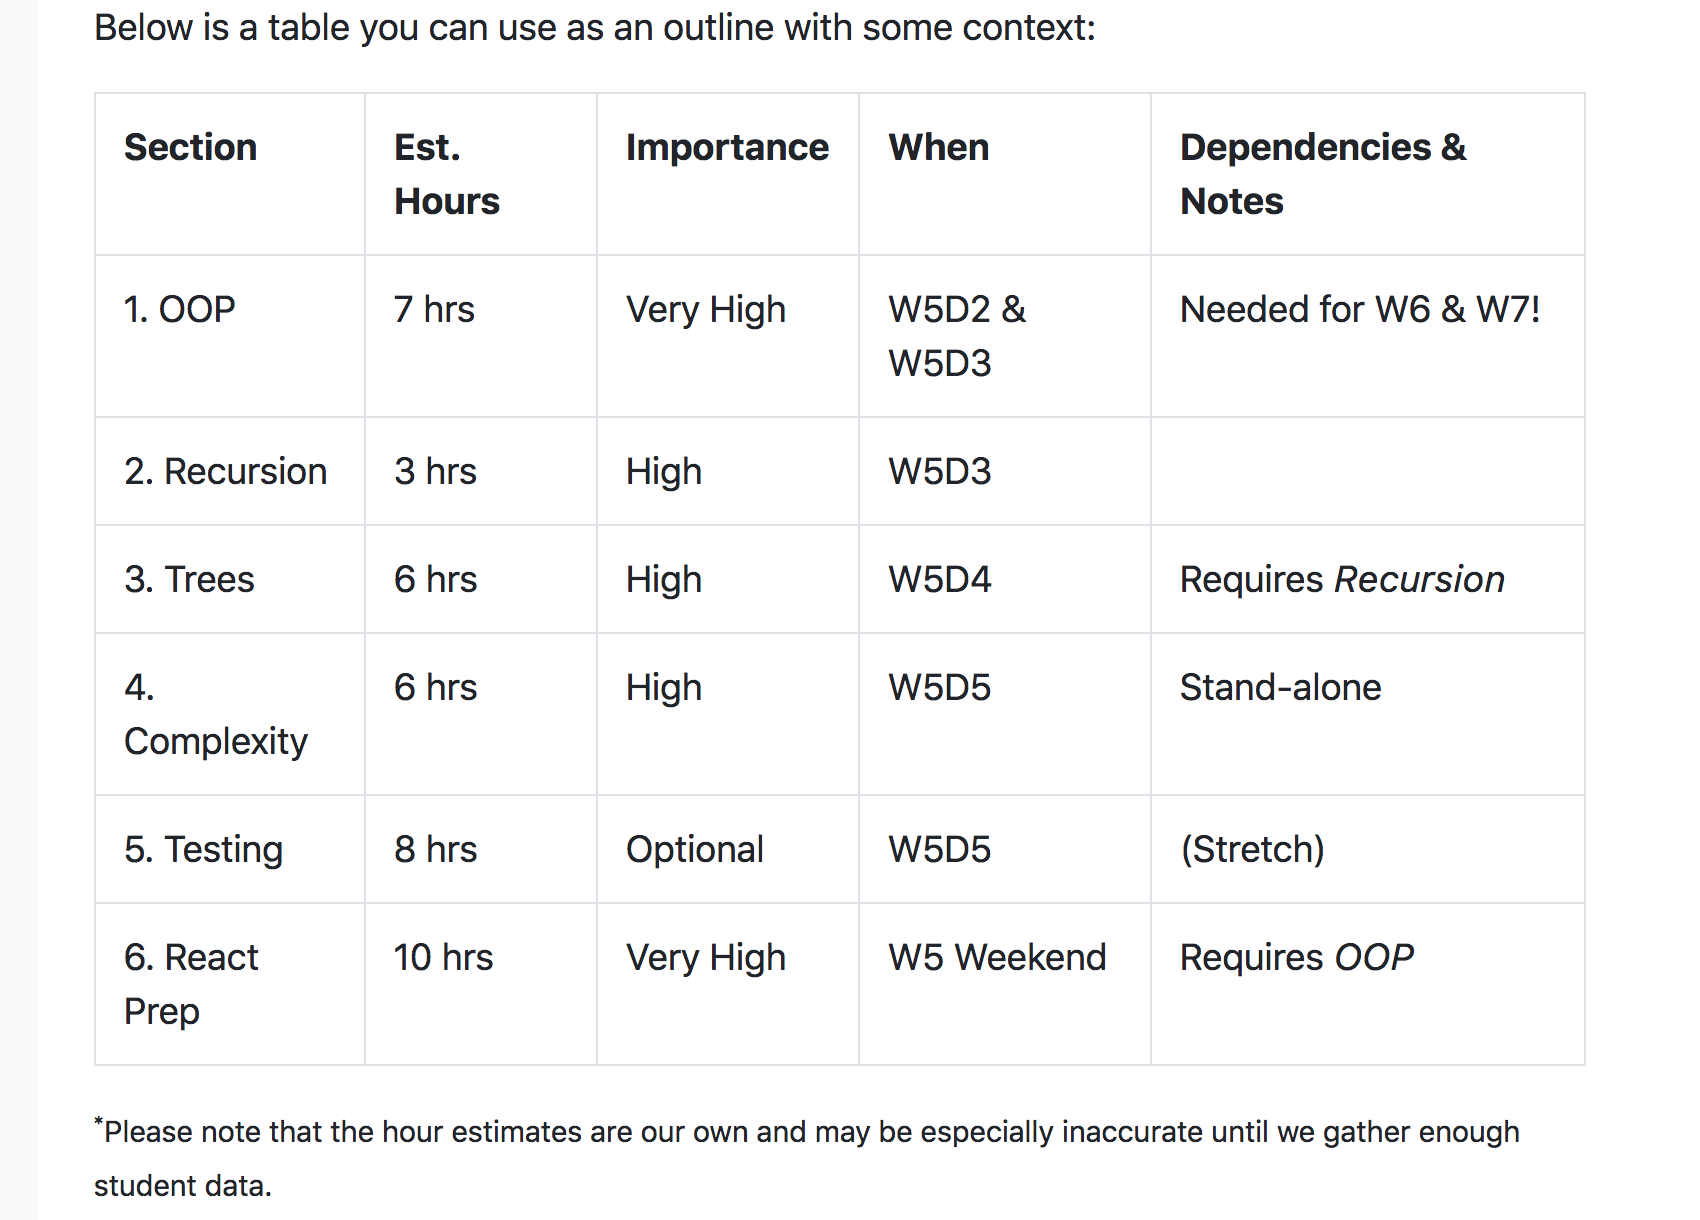 Below is a table you can use as an outline with some context:
Section Est. Hours Importance When Dependencies & Notes
1. OOP 7 hrs Very High W5D2 & W5D3 Needed for W6 & W7!
2. Recursion 3 hrs High W5D3
3. Trees 6 hrs High W5D4 Requires Recursion
4. Complexity 6 hrs High W5D5 Stand-alone
5. Testing 8 hrs Optional W5D5 (Stretch)
6. React Prep 10 hrs Very High W5 Weekend Requires OOP
*Please note that the hour estimates are our own and may be especially inaccurate until we gather enough
student data.